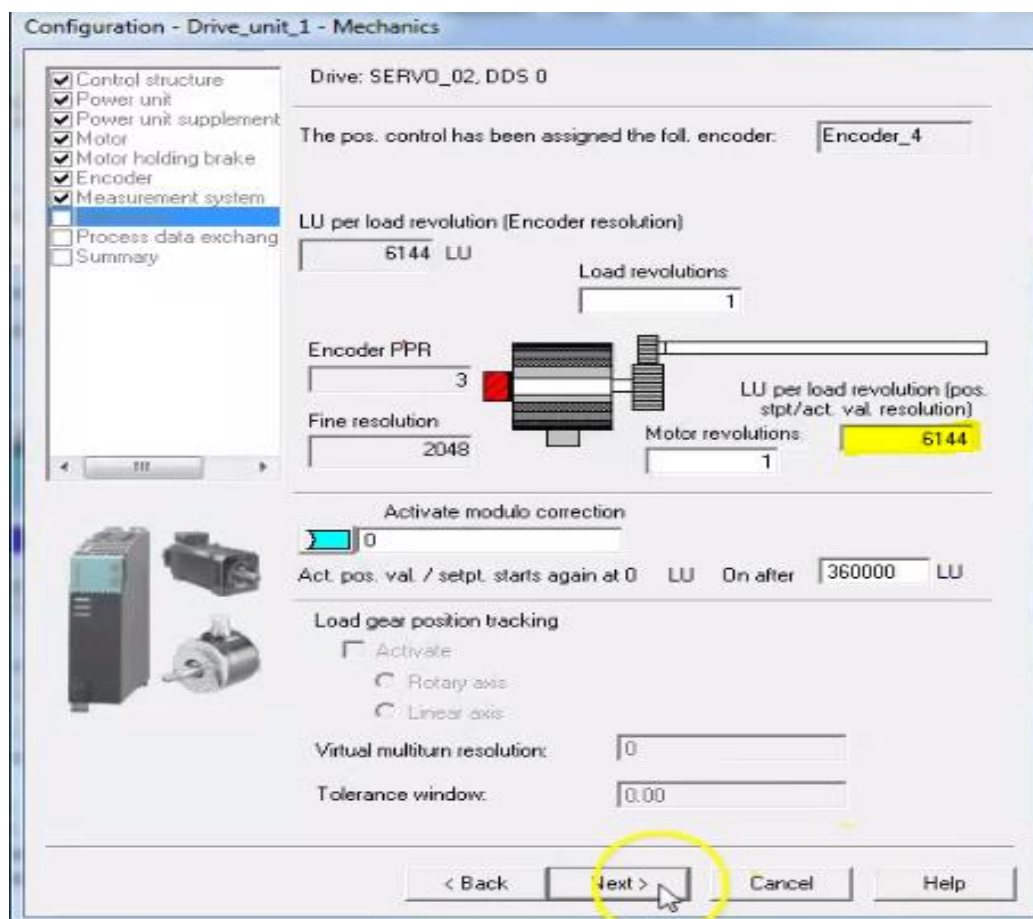 Configuration - Drive_unit_1 - Mechanics
Control structure
Power unit
Power unit supplement
Motor
Motor holding brake
Encoder
Measurement system
Process data exchang
Summary
Drive: SERVO_02, DDS 0
The pos. control has been assigned the foll. encoder:
Encoder_4
LU per load revolution (Encoder resolution)
6144 LU
Load revolutions
1
Encoder PPR
3
Fine resolution
2048
LU per load revolution (pos.
stpt/act. val. resolution)
6144
Motor revolutions
1
Activate modulo correction
0
Act. pos. val. / setpt. starts again at 0 LU On after 360000 LU
Load gear position tracking
Activate
Rotary axis
Linear axis
Virtual multiturn resolution: 0
Tolerance window: 0.00
< Back
Next >
Cancel
Help